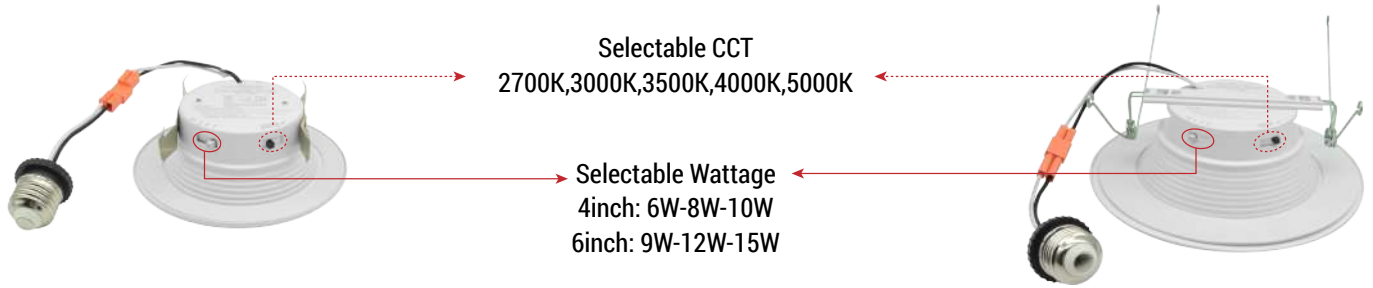 Selectable CCT
2700K,3000K,3500K,4000K,5000K
Selectable Wattage
4inch: 6W-8W-10W
6inch: 9W-12W-15W